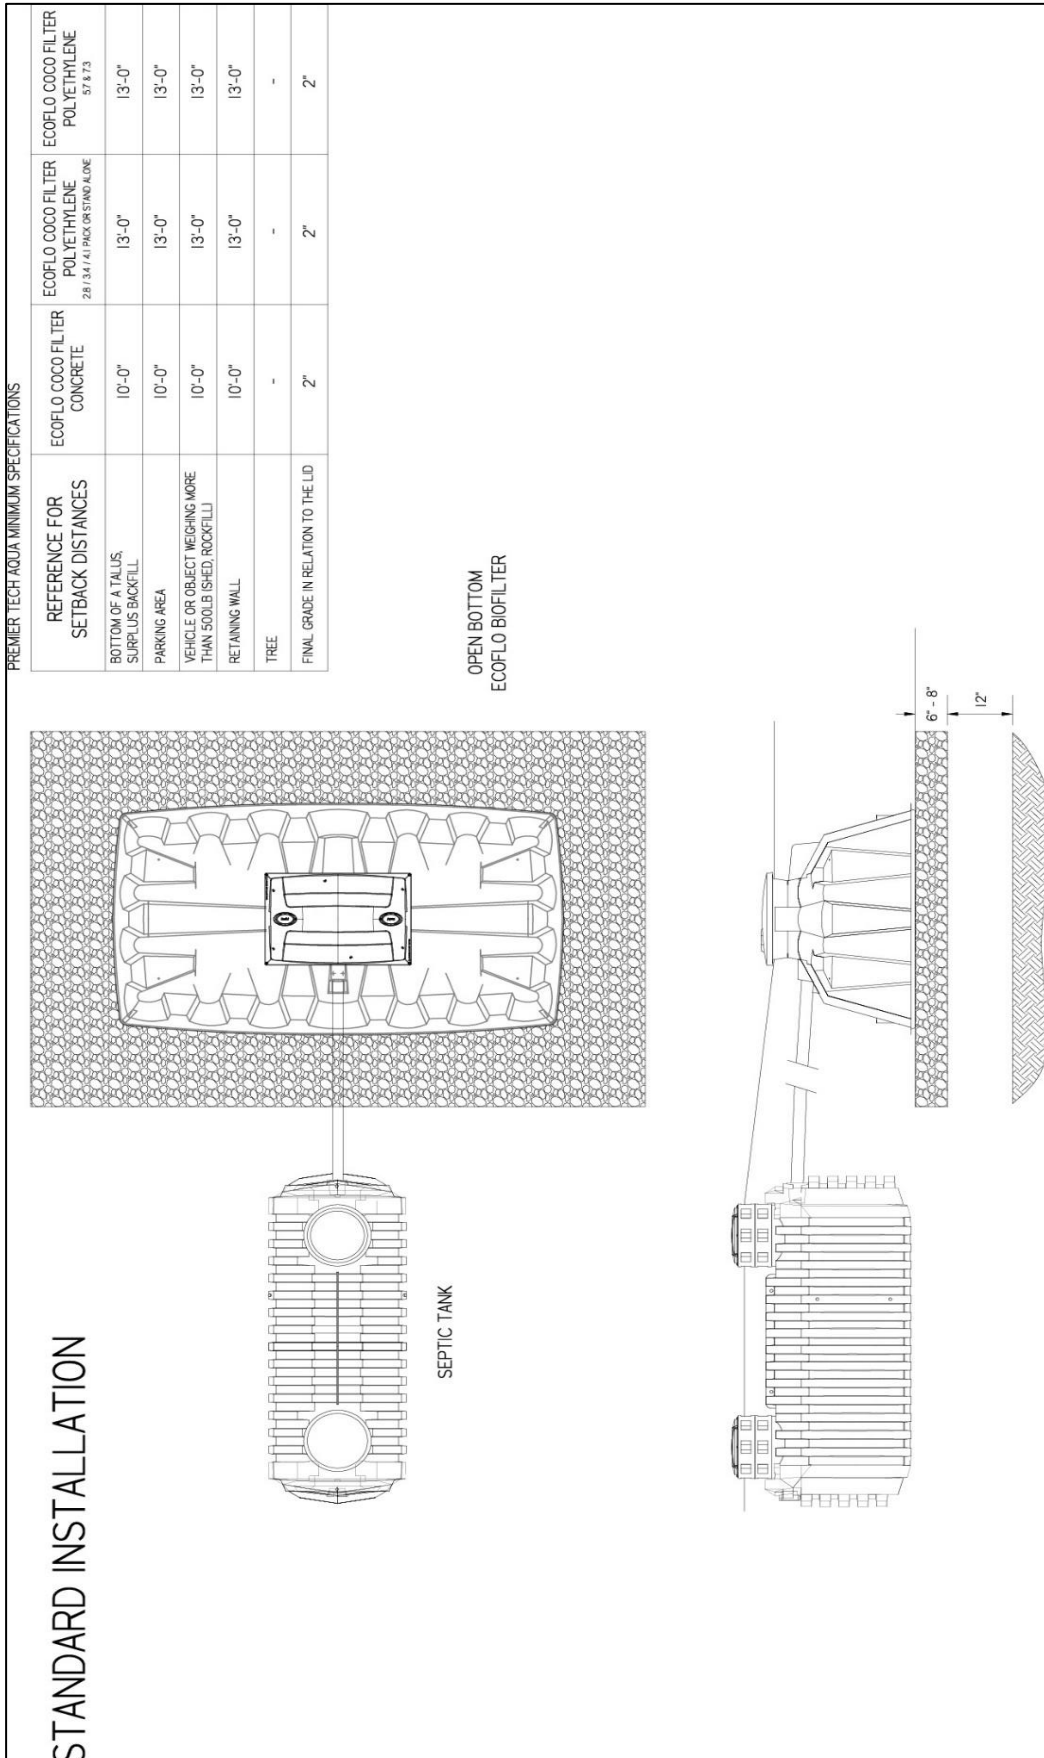 STANDARD INSTALLATION
PREMIER TECH AQUA MINIMUM SPECIFICATIONS
REFERENCE FOR
SETBACK DISTANCES
ECOFLO COCO FILTER
CONCRETE
ECOFLO COCO FILTER
POLYETHYLENE
2.8 / 3.4 / 4.1 PACK OR STAND ALONE
ECOFLO COCO FILTER
POLYETHYLENE
5.7 & 7.3
BOTTOM OF A TALUS,
SURPLUS BACKFILL
10'-0"
13'-0"
13'-0"
PARKING AREA
10'-0"
13'-0"
13'-0"
VEHICLE OR OBJECT WEIGHING MORE
THAN 500LB (SHED, ROCKFILL)
10'-0"
13'-0"
13'-0"
RETAINING WALL
10'-0"
13'-0"
13'-0"
TREE
-
-
-
FINAL GRADE IN RELATION TO THE LID
2"
2"
2"
SEPTIC TANK
OPEN BOTTOM
ECOFLO BIOFILTER
6" - 8"
12"